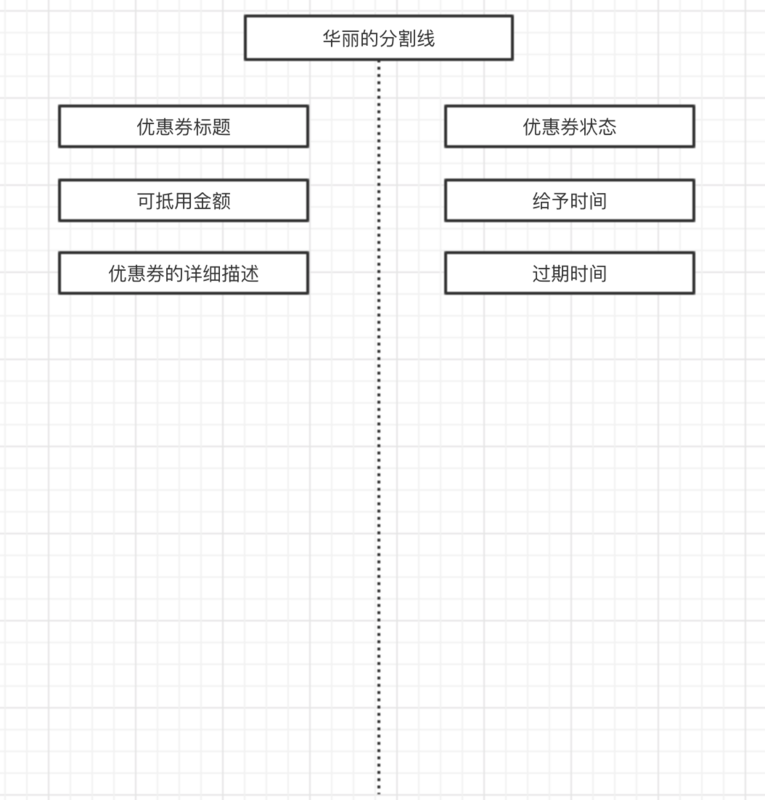 华丽的分割线
优惠券标题
可抵用金额
优惠券的详细描述
优惠券状态
给予时间
过期时间